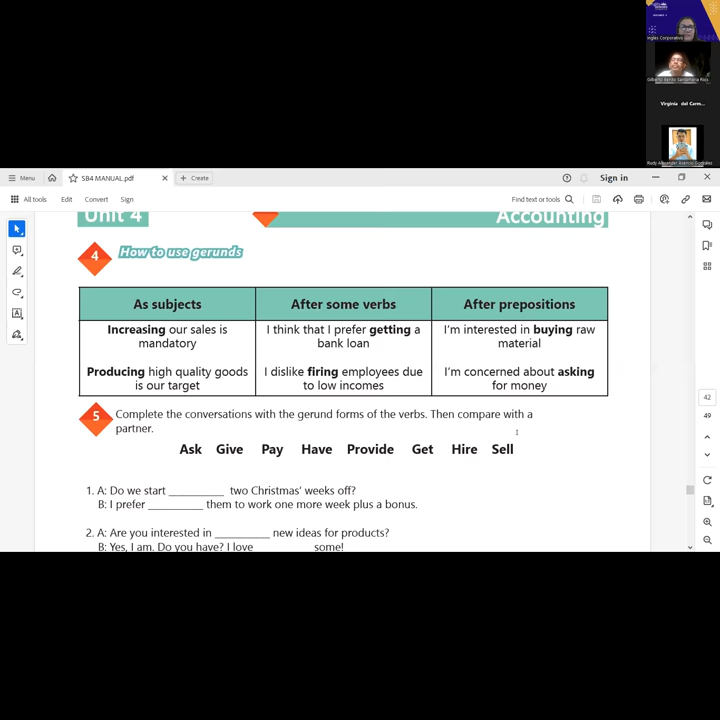 Ingles Corporativo
Virginia del Carm...
Menu
SB4 MANUAL.pdf
Create
Sign in
All tools Edit Convert Sign
Find text or tools
Unit 4
Accounting
4 How to use gerunds
As subjects After some verbs After prepositions
Increasing our sales is mandatory
I think that I prefer getting a bank loan
I'm interested in buying raw material
Producing high quality goods is our target
I dislike firing employees due to low incomes
I'm concerned about asking for money
5 Complete the conversations with the gerund forms of the verbs. Then compare with a
partner.
Ask Give Pay Have Provide Get Hire Sell
1. A: Do we start __________ two Christmas' weeks off?
B: I prefer __________ them to work one more week plus a bonus.
2. A: Are you interested in __________ new ideas for products?
B: Yes, I am. Do you have? I love __________ some!
42
49